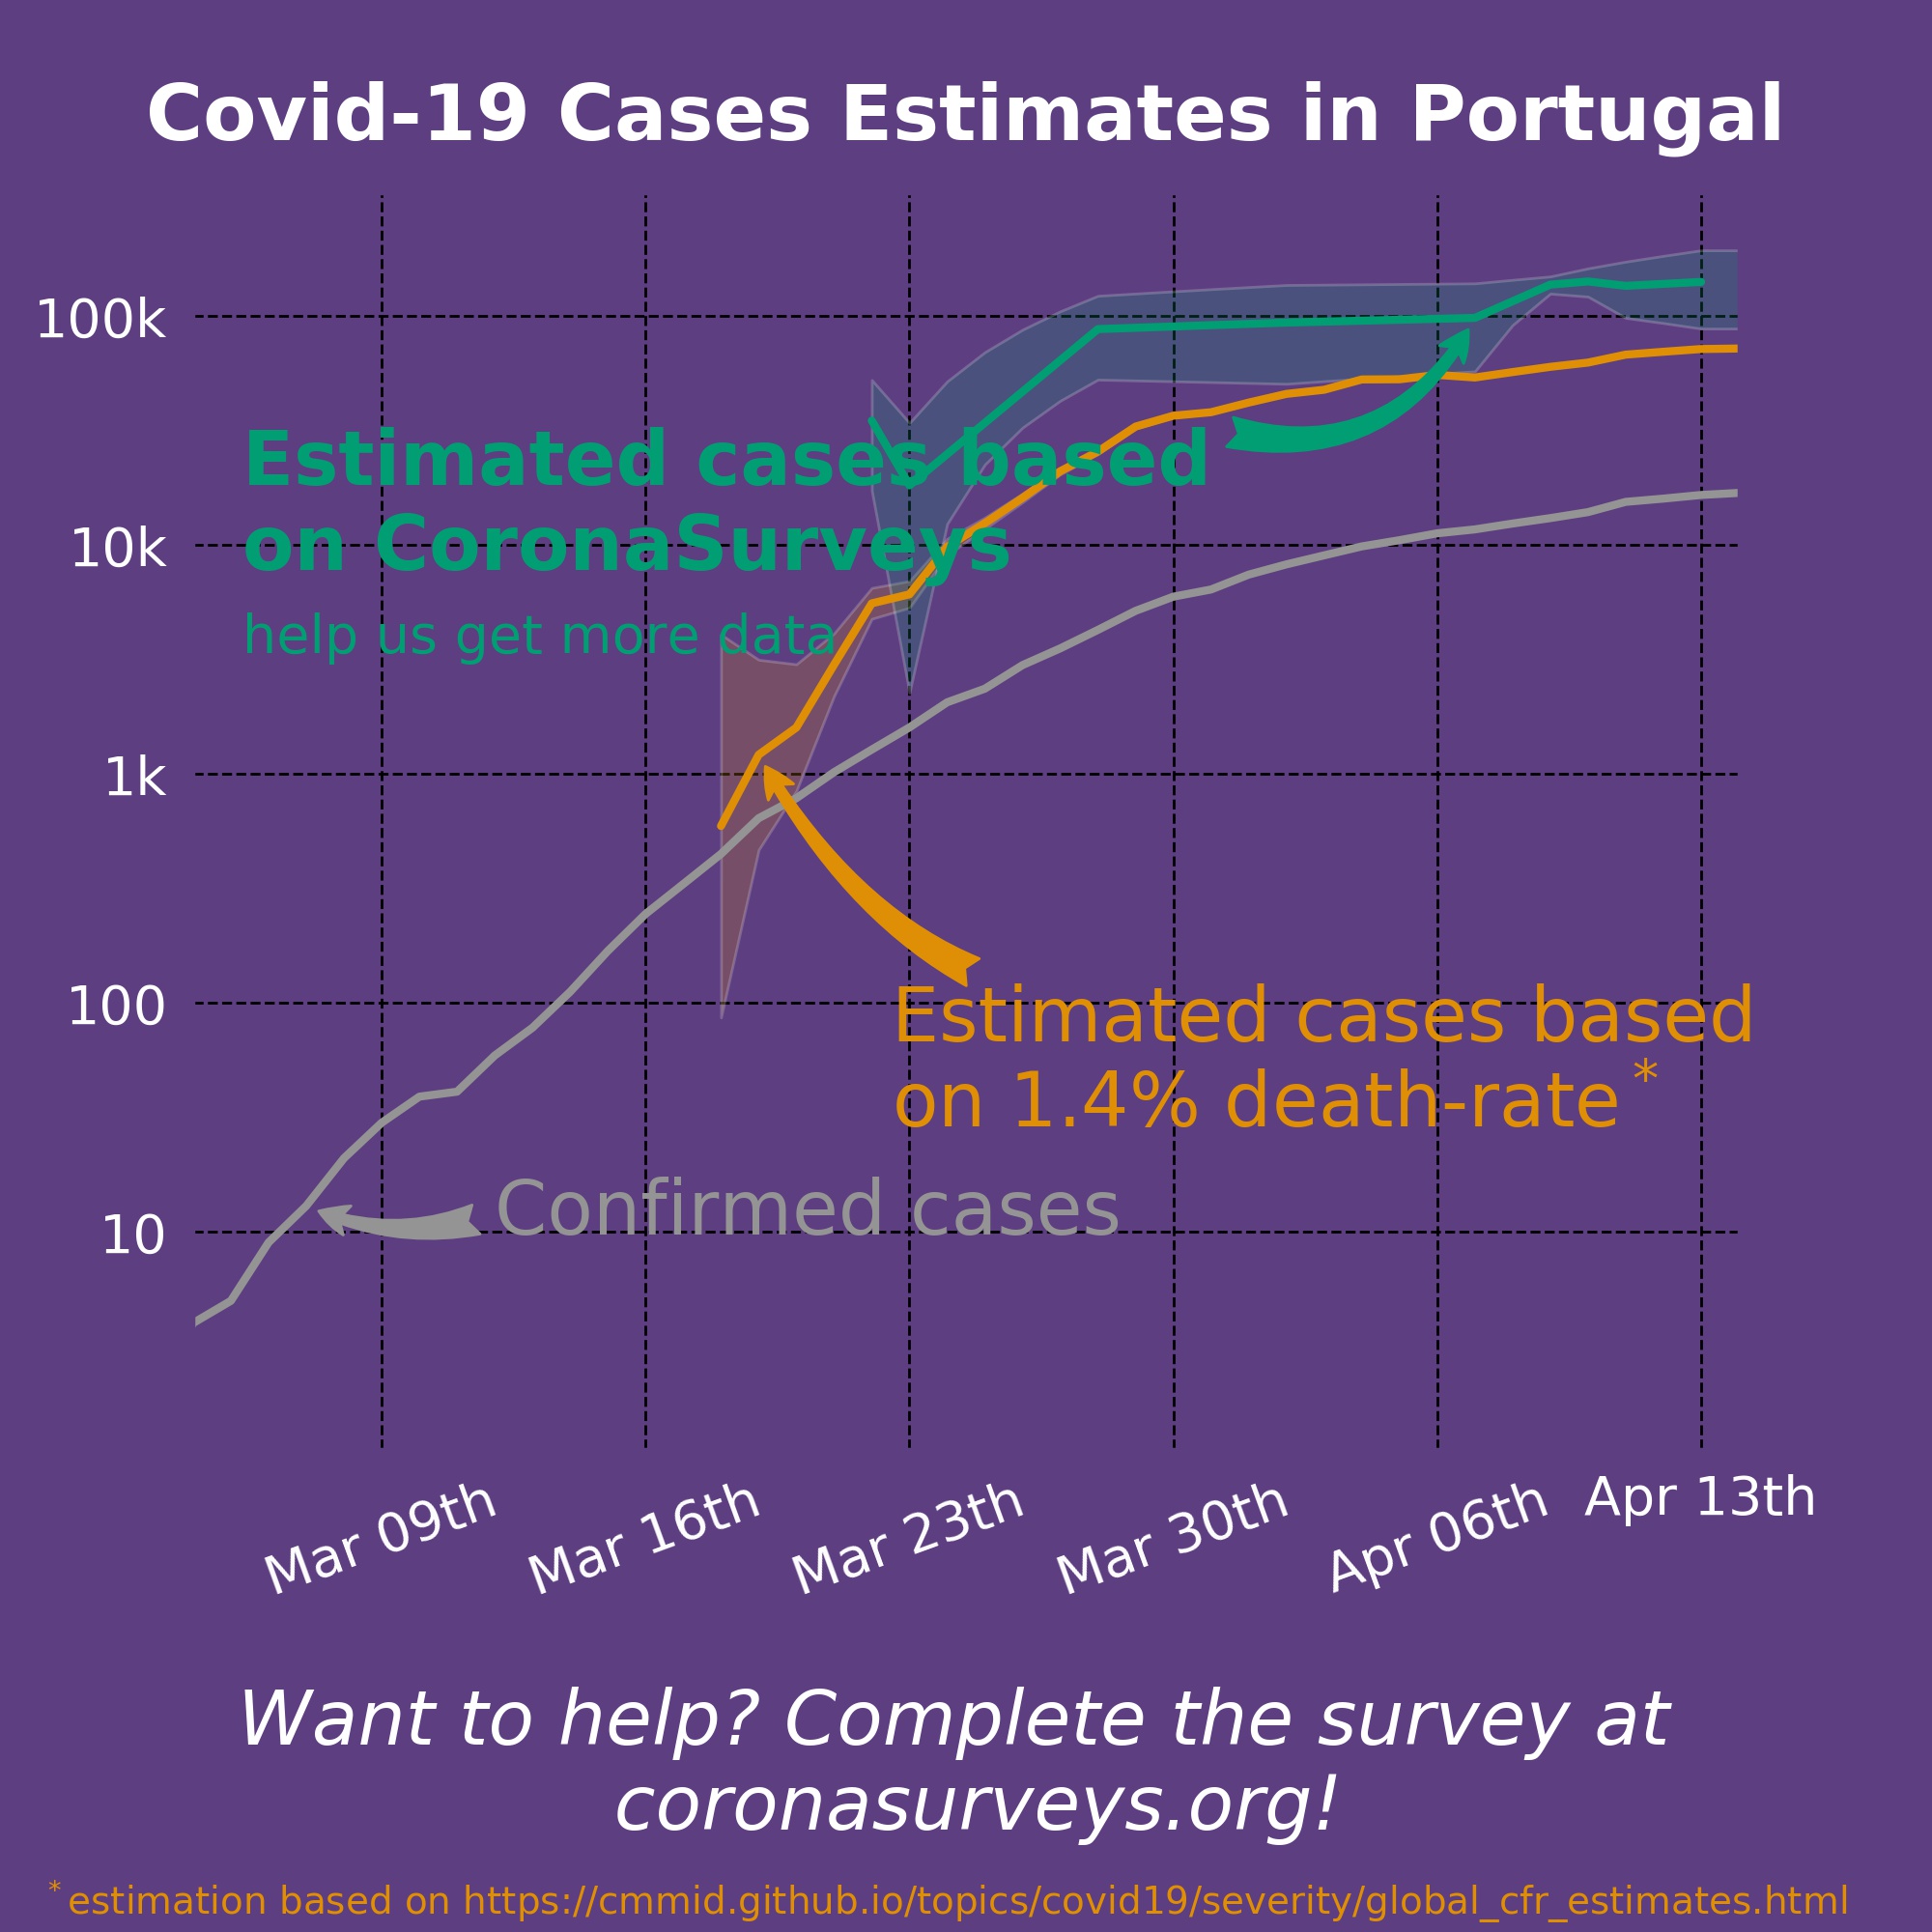 Covid-19 Cases Estimates in Portugal
100k
10k
1k
100
10
Estimated cases based
on CoronaSurveys
help us get more data
Estimated cases based
on 1.4% death-rate*
Confirmed cases
Mar 09th
Mar 16th
Mar 23th
Mar 30th
Apr 06th
Apr 13th
Want to help? Complete the survey at
coronasurveys.org!
*estimation based on https://cmmid.github.io/topics/covid19/severity/global_cfr_estimates.html